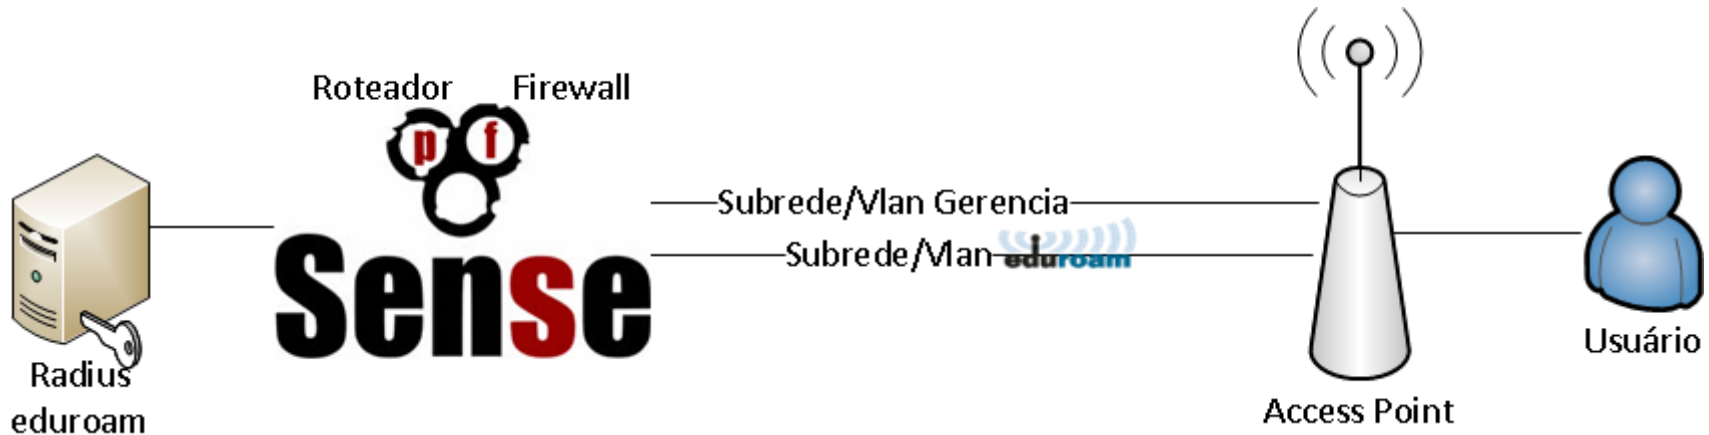 Roteador Firewall
pf
Sense
Subrede/Vlan Gerencia
Subrede/Vlan eduroam
Radius
eduroam
Usuário
Access Point